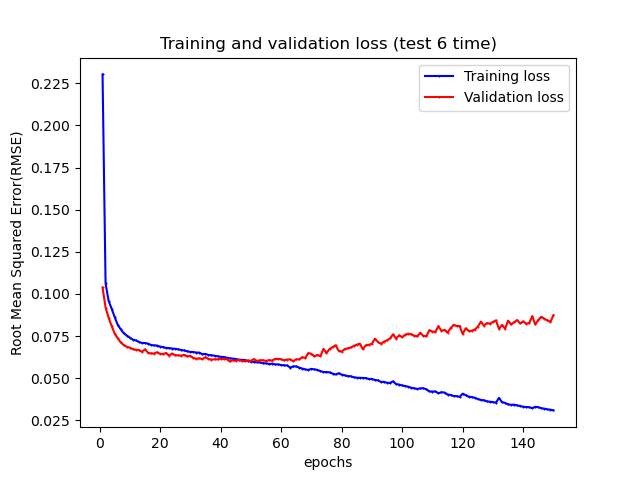 Training and validation loss (test 6 time)
Training loss
Validation loss
Root Mean Squared Error(RMSE)
0.225
0.200
0.175
0.150
0.125
0.100
0.075
0.050
0.025
0 20 40 60 80 100 120 140
epochs